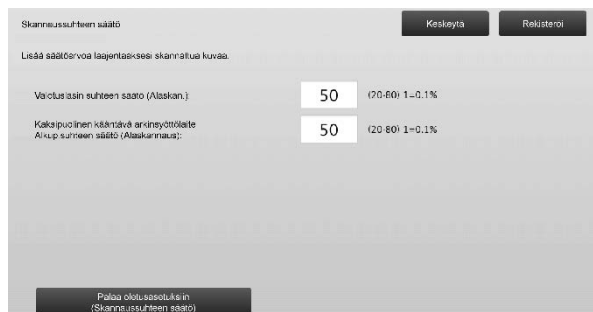 Skannaussuhteen säätö
Keskeytä
Rekisteröi
Lisää säätöarvoa laajentaaksesi skannattua kuvaa.
Valotuslasin suhteen säätö (Alaskan.):
50
(20-80) 1=0.1%
Kaksipuolinen kääntävä arkinsyöttölaite
Alkup suhteen säätö (Alaskannaus):
50
(20-80) 1=0.1%
Palaa oletusasetuksiin
(Skannaussuhteen säätö)